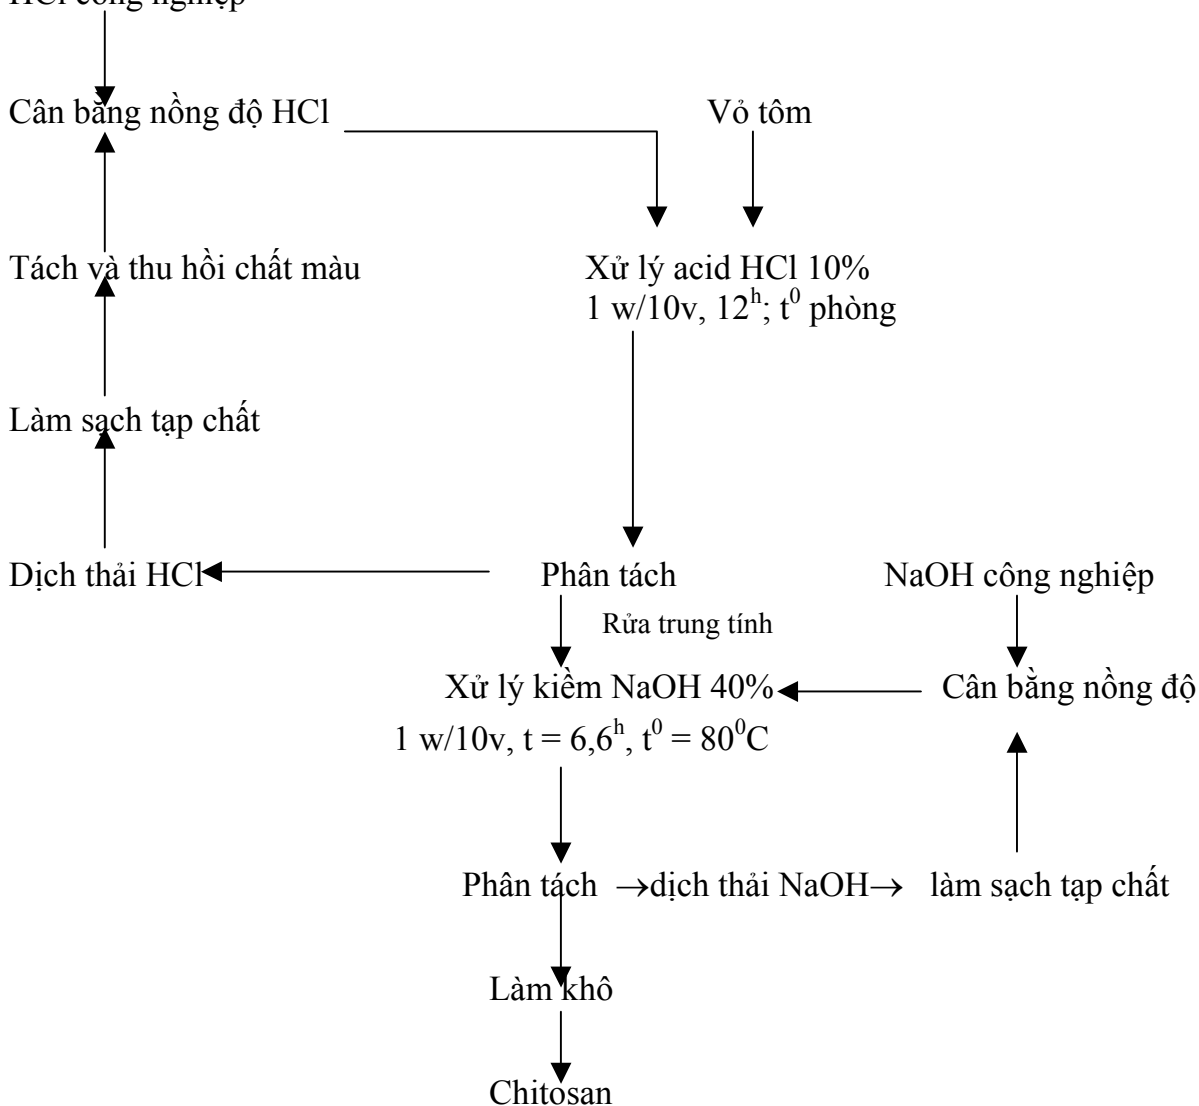 HCl công nghiệp
Cân bằng nồng độ HCl
Vỏ tôm
Tách và thu hồi chất màu
Xử lý acid HCl 10%
1 w/10v, 12ʰ; t⁰ phòng
Làm sạch tạp chất
Dịch thải HCl
Phân tách
NaOH công nghiệp
Rửa trung tính
Xử lý kiềm NaOH 40%
Cân bằng nồng độ
1 w/10v, t = 6,6ʰ, t⁰ = 80⁰C
Phân tách →dịch thải NaOH→ làm sạch tạp chất
Làm khô
Chitosan